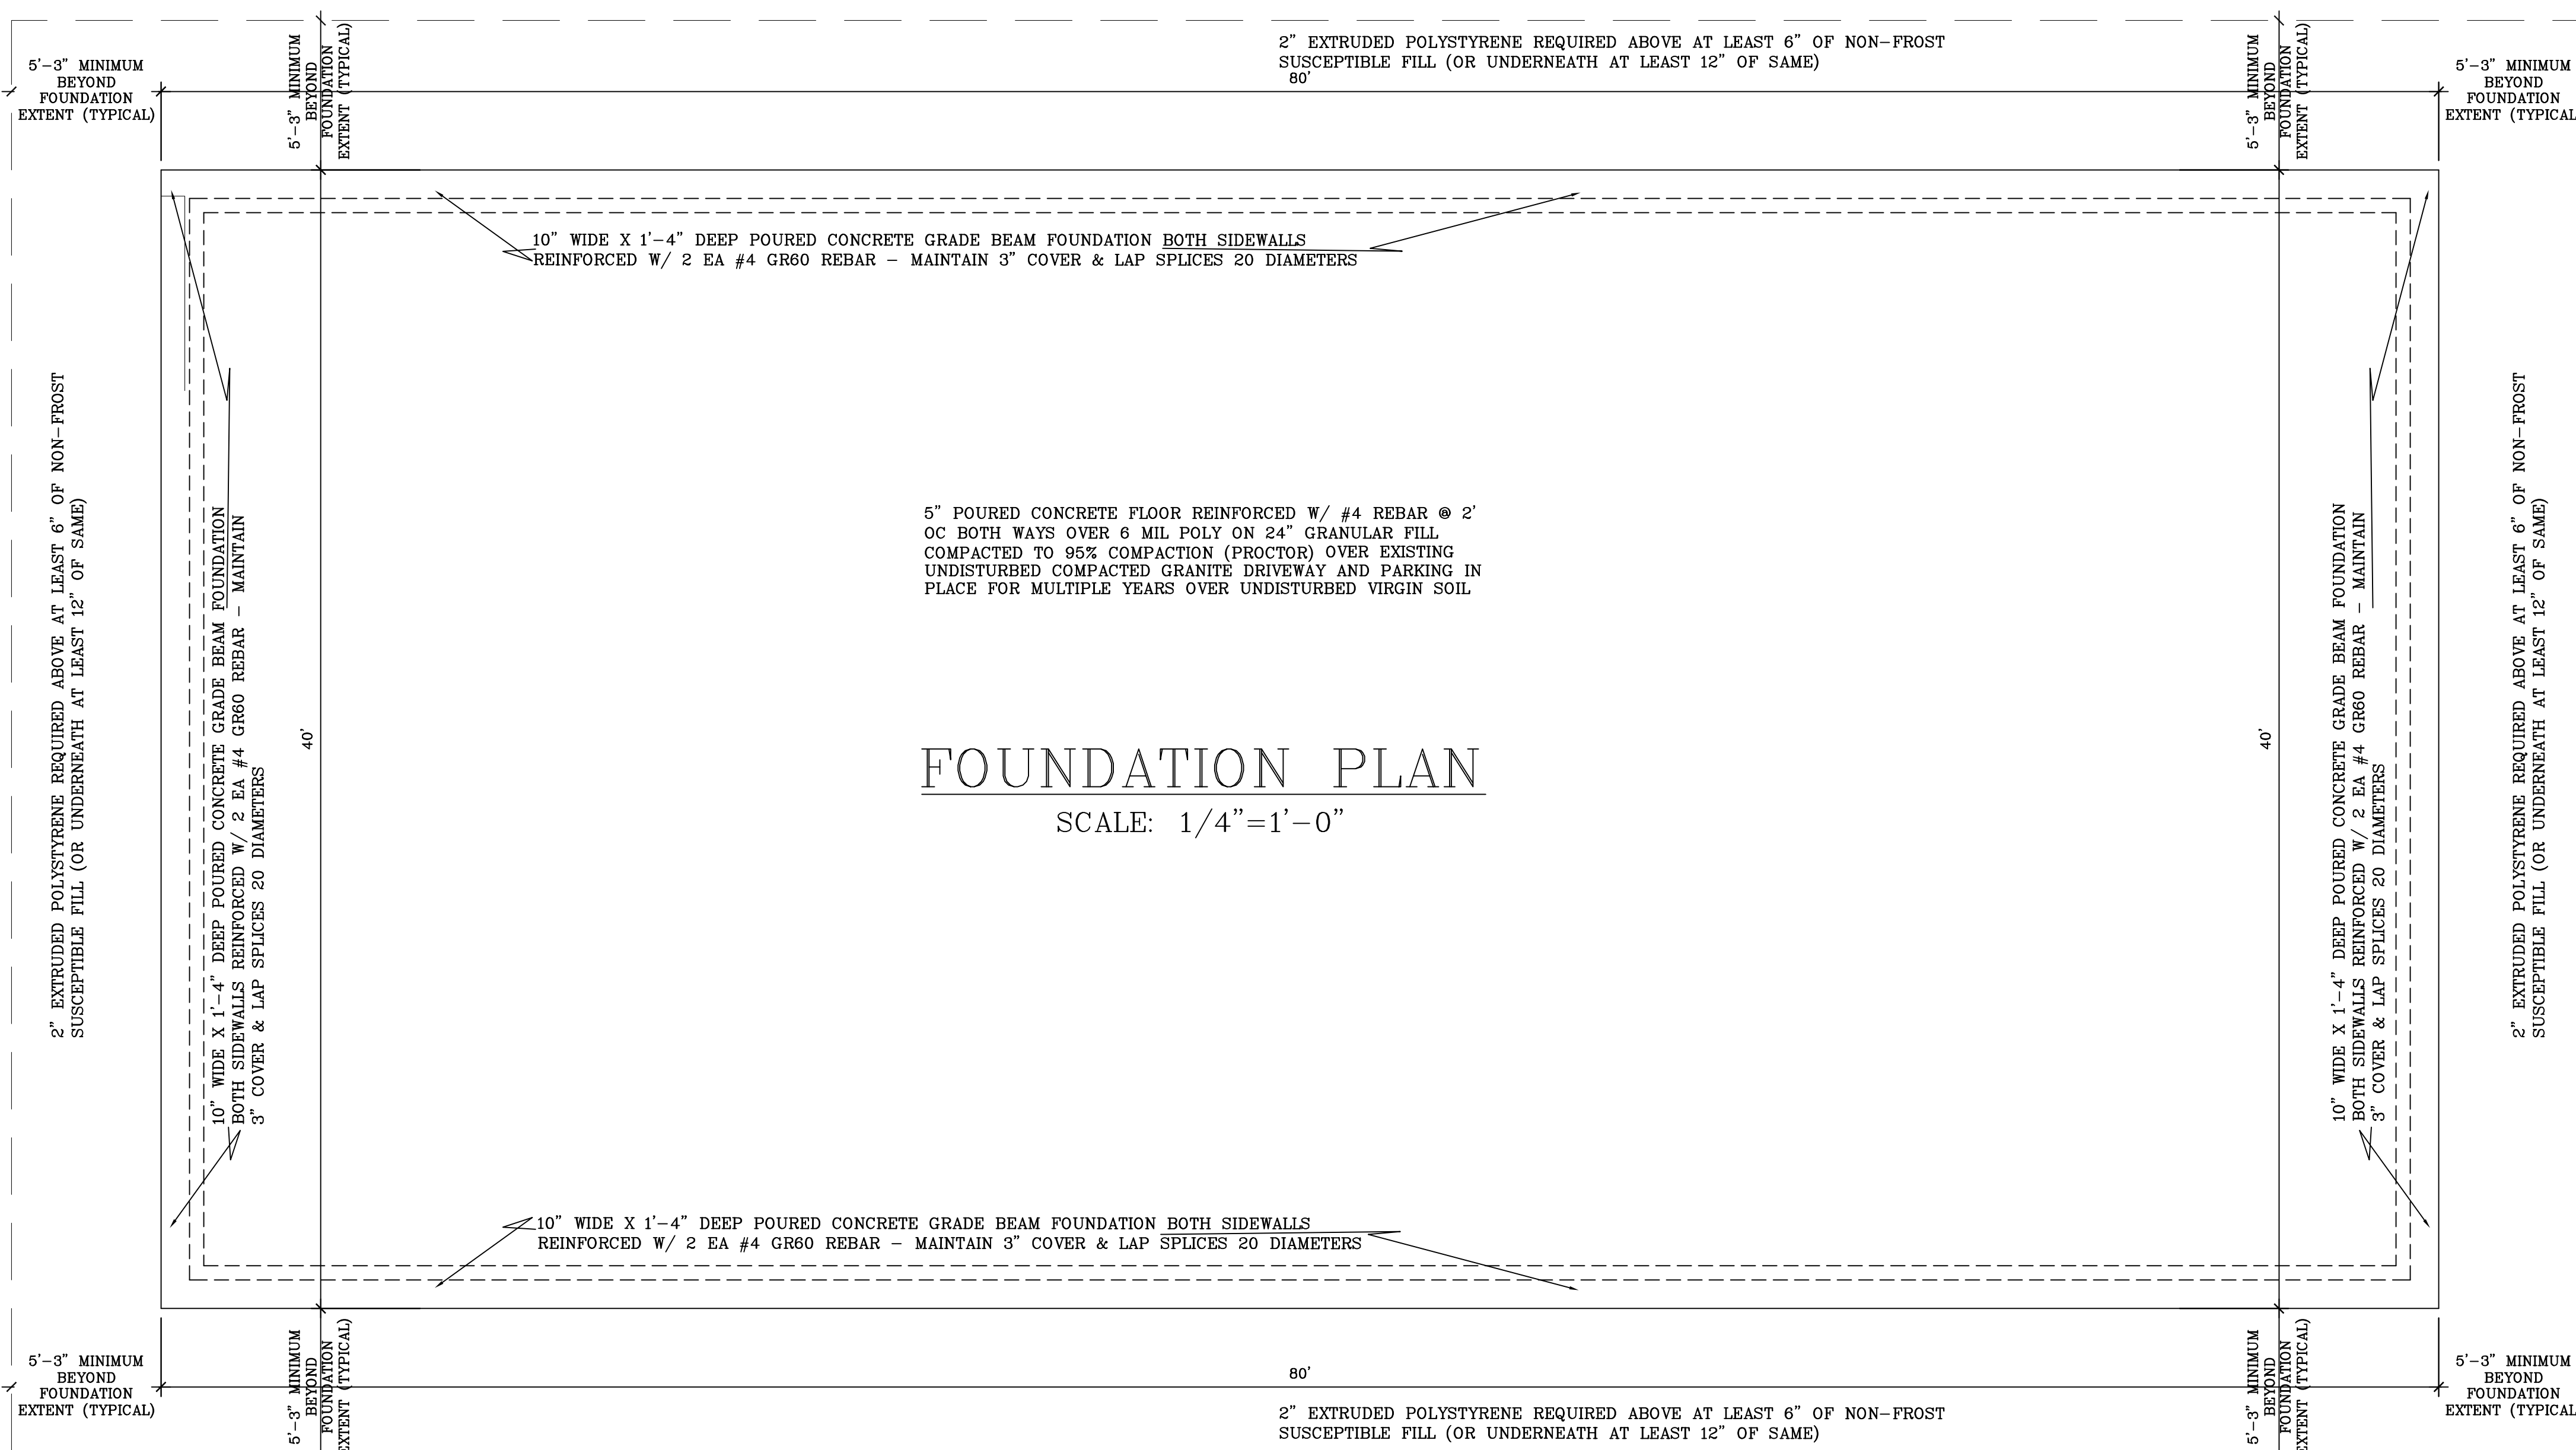 2” EXTRUDED POLYSTYRENE REQUIRED ABOVE AT LEAST 6” OF NON-FROST
SUSCEPTIBLE FILL (OR UNDERNEATH AT LEAST 12” OF SAME)
80’
5’-3” MINIMUM
BEYOND
FOUNDATION
EXTENT (TYPICAL)
5’-3” MINIMUM
BEYOND
FOUNDATION
EXTENT (TYPICAL)
5’-3” MINIMUM
BEYOND
FOUNDATION
EXTENT (TYPICAL)
5’-3” MINIMUM
BEYOND
FOUNDATION
EXTENT (TYPICAL
10” WIDE X 1’-4” DEEP POURED CONCRETE GRADE BEAM FOUNDATION BOTH SIDEWALLS
REINFORCED W/ 2 EA #4 GR60 REBAR - MAINTAIN 3” COVER & LAP SPLICES 20 DIAMETERS
2” EXTRUDED POLYSTYRENE REQUIRED ABOVE AT LEAST 6” OF NON-FROST
SUSCEPTIBLE FILL (OR UNDERNEATH AT LEAST 12” OF SAME)
10” WIDE X 1’-4” DEEP POURED CONCRETE GRADE BEAM FOUNDATION
BOTH SIDEWALLS REINFORCED W/ 2 EA #4 GR60 REBAR - MAINTAIN
3” COVER & LAP SPLICES 20 DIAMETERS
40’
5” POURED CONCRETE FLOOR REINFORCED W/ #4 REBAR @ 2’
OC BOTH WAYS OVER 6 MIL POLY ON 24” GRANULAR FILL
COMPACTED TO 95% COMPACTION (PROCTOR) OVER EXISTING
UNDISTURBED COMPACTED GRANITE DRIVEWAY AND PARKING IN
PLACE FOR MULTIPLE YEARS OVER UNDISTURBED VIRGIN SOIL
FOUNDATION PLAN
SCALE: 1/4”=1’-0”
40’
10” WIDE X 1’-4” DEEP POURED CONCRETE GRADE BEAM FOUNDATION
BOTH SIDEWALLS REINFORCED W/ 2 EA #4 GR60 REBAR - MAINTAIN
3” COVER & LAP SPLICES 20 DIAMETERS
2” EXTRUDED POLYSTYRENE REQUIRED ABOVE AT LEAST 6” OF NON-FROST
SUSCEPTIBLE FILL (OR UNDERNEATH AT LEAST 12” OF SAME)
10” WIDE X 1’-4” DEEP POURED CONCRETE GRADE BEAM FOUNDATION BOTH SIDEWALLS
REINFORCED W/ 2 EA #4 GR60 REBAR - MAINTAIN 3” COVER & LAP SPLICES 20 DIAMETERS
5’-3” MINIMUM
BEYOND
FOUNDATION
EXTENT (TYPICAL)
5’-3” MINIMUM
BEYOND
FOUNDATION
EXTENT (TYPICAL)
80’
5’-3” MINIMUM
BEYOND
FOUNDATION
EXTENT (TYPICAL)
5’-3” MINIMUM
BEYOND
FOUNDATION
EXTENT (TYPICAL
2” EXTRUDED POLYSTYRENE REQUIRED ABOVE AT LEAST 6” OF NON-FROST
SUSCEPTIBLE FILL (OR UNDERNEATH AT LEAST 12” OF SAME)